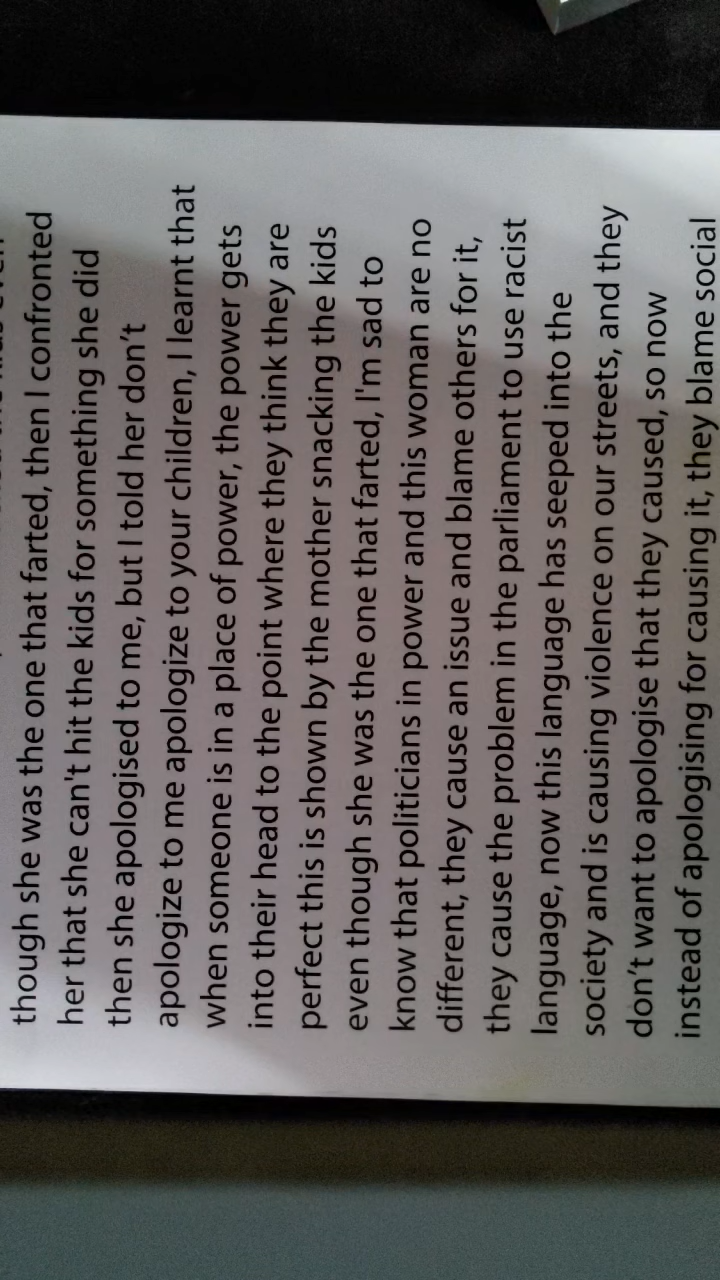 though she was the one that farted, then I confronted
her that she can't hit the kids for something she did
then she apologised to me, but I told her don't
apologize to me apologize to your children, I learnt that
when someone is in a place of power, the power gets
into their head to the point where they think they are
perfect this is shown by the mother snacking the kids
even though she was the one that farted, I'm sad to
know that politicians in power and this woman are no
different, they cause an issue and blame others for it,
they cause the problem in the parliament to use racist
language, now this language has seeped into the
society and is causing violence on our streets, and they
don't want to apologise that they caused, so now
instead of apologising for causing it, they blame social